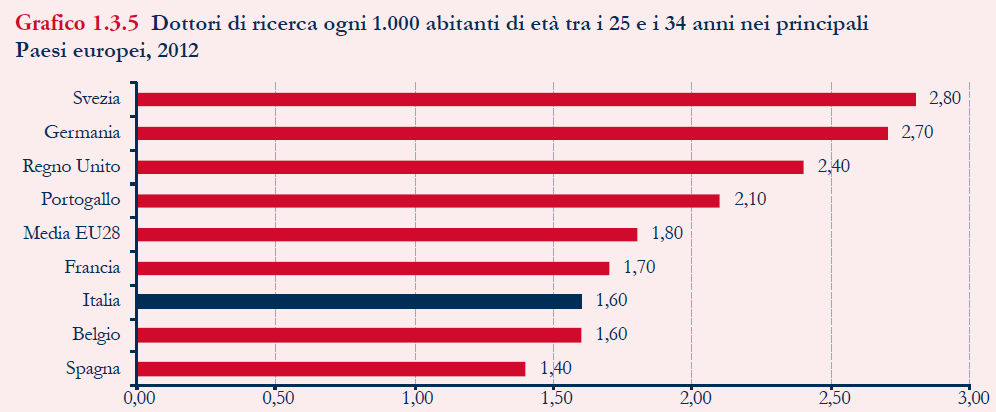 Grafico 1.3.5 Dottori di ricerca ogni 1.000 abitanti di età tra i 25 e i 34 anni nei principali
Paesi europei, 2012
Svezia 2,80
Germania 2,70
Regno Unito 2,40
Portogallo 2,10
Media EU28 1,80
Francia 1,70
Italia 1,60
Belgio 1,60
Spagna 1,40
0,00 0,50 1,00 1,50 2,00 2,50 3,00